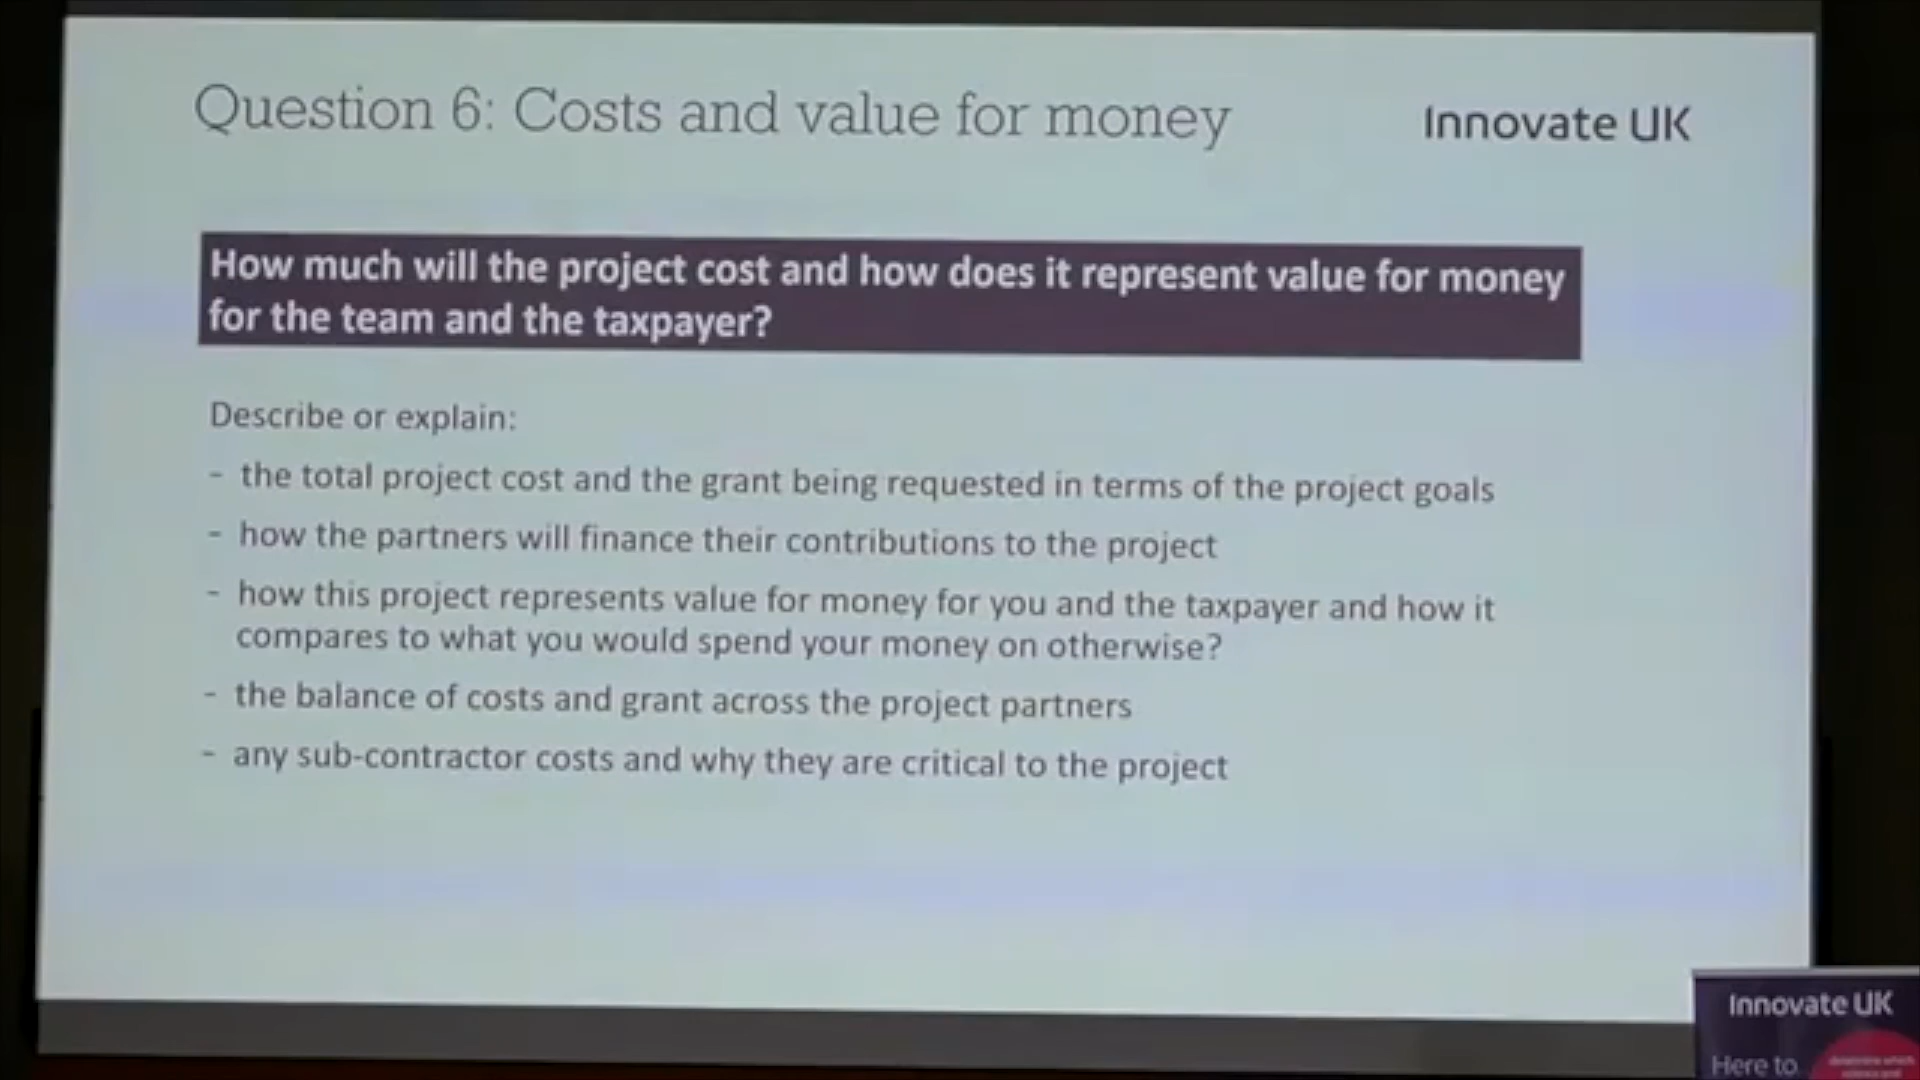 Question 6: Costs and value for money
Innovate UK
How much will the project cost and how does it represent value for money
for the team and the taxpayer?
Describe or explain:
- the total project cost and the grant being requested in terms of the project goals
- how the partners will finance their contributions to the project
- how this project represents value for money for you and the taxpayer and how it
compares to what you would spend your money on otherwise?
- the balance of costs and grant across the project partners
- any sub-contractor costs and why they are critical to the project
Innovate UK
Here to